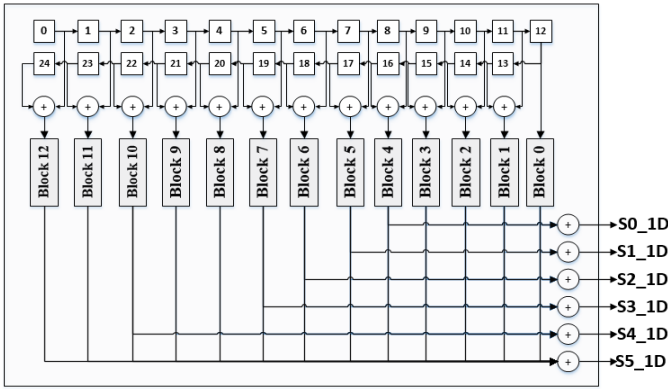 0 1 2 3 4 5 6 7 8 9 10 11 12
24 23 22 21 20 19 18 17 16 15 14 13
+ + + + + + + + + + + +
Block 12 Block 11 Block 10 Block 9 Block 8 Block 7 Block 6 Block 5 Block 4 Block 3 Block 2 Block 1 Block 0
+ S0_1D
+ S1_1D
+ S2_1D
+ S3_1D
+ S4_1D
+ S5_1D